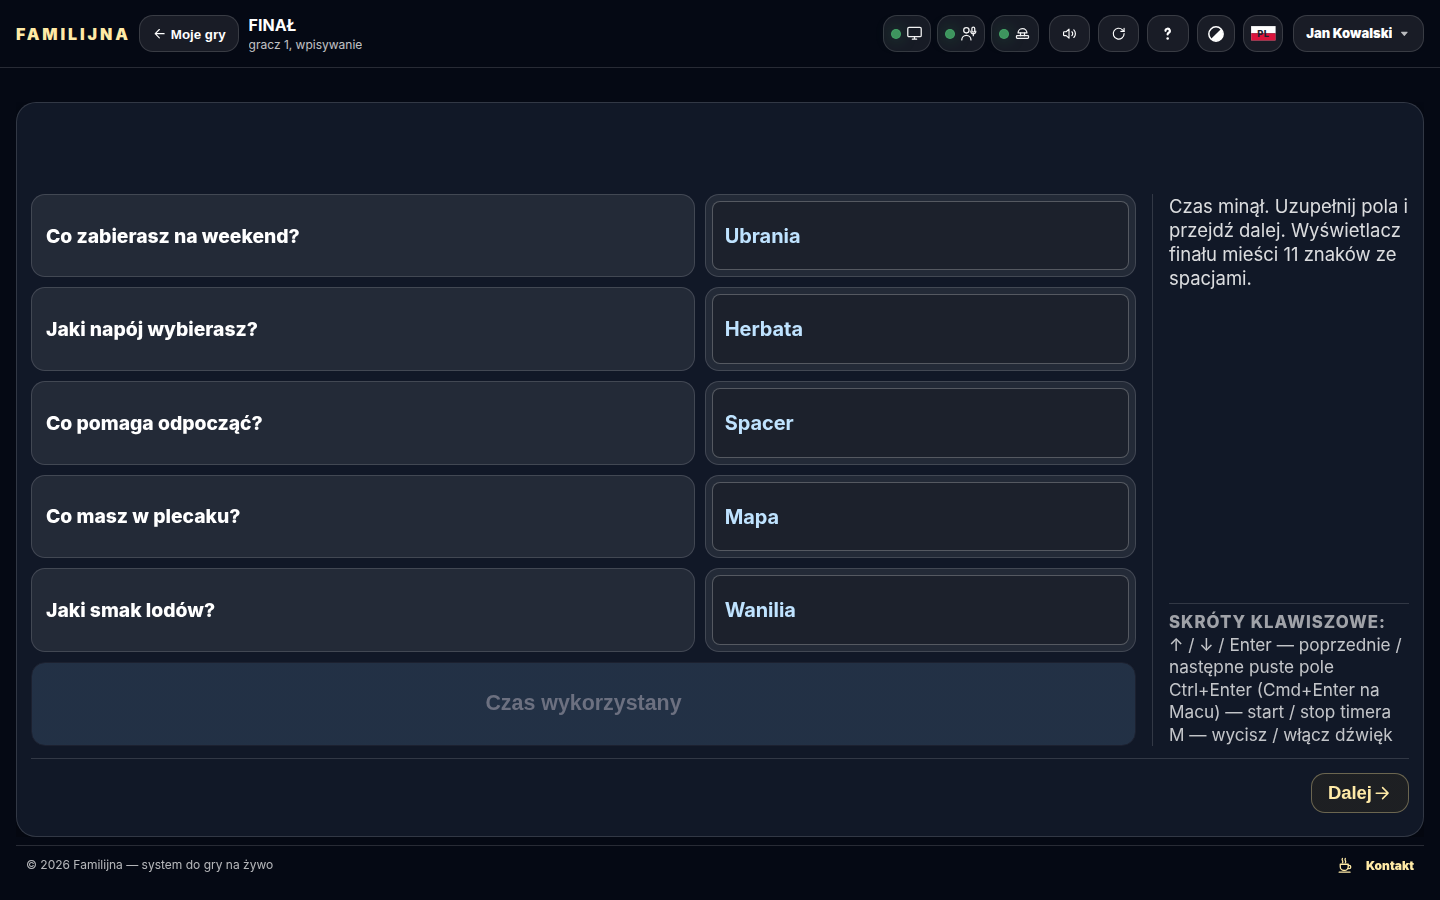 FAMILIJNA
← Moje gry
FINAŁ
gracz 1, wpisywanie
?
PL
Jan Kowalski
Co zabierasz na weekend?
Ubrania
Jaki napój wybierasz?
Herbata
Co pomaga odpocząć?
Spacer
Co masz w plecaku?
Mapa
Jaki smak lodów?
Wanilia
Czas wykorzystany
Czas minął. Uzupełnij pola i
przejdź dalej. Wyświetlacz
finału mieści 11 znaków ze
spacjami.
SKRÓTY KLAWISZOWE:
↑ / ↓ / Enter — poprzednie /
następne puste pole
Ctrl+Enter (Cmd+Enter na
Macu) — start / stop timera
M — wycisz / włącz dźwięk
Dalej →
© 2026 Familijna — system do gry na żywo
Kontakt